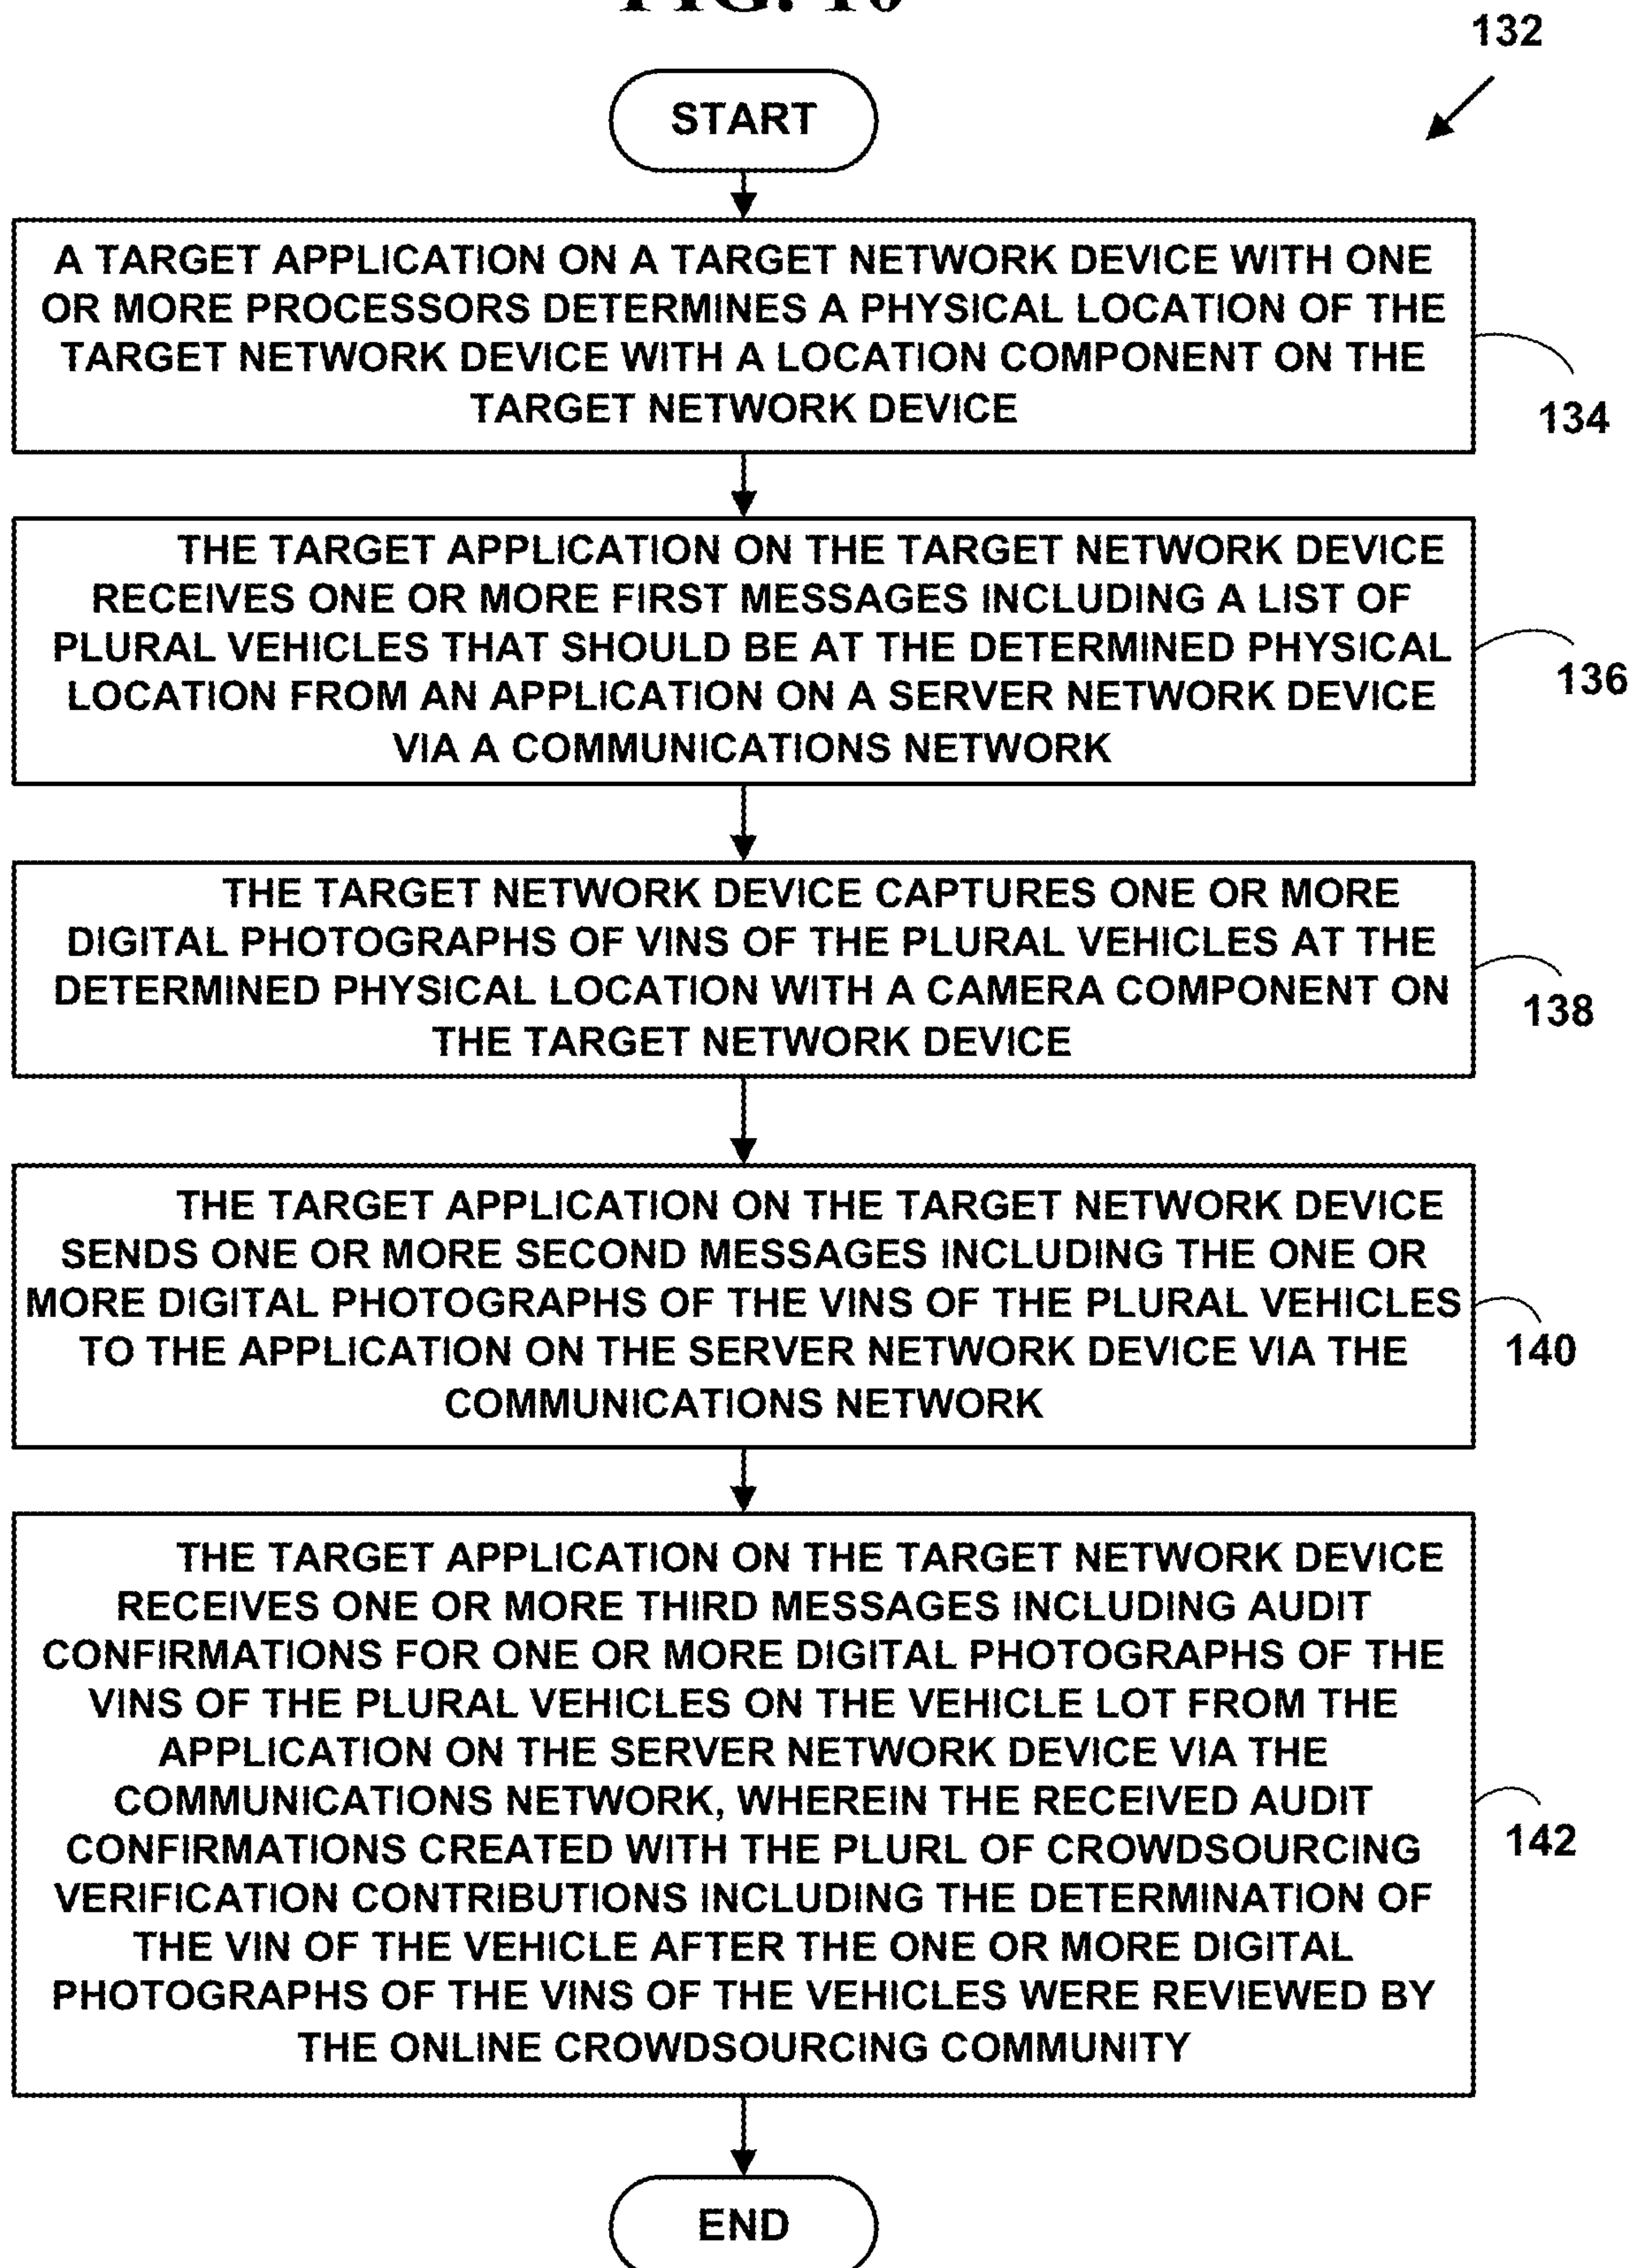 FIG. 10
132
START
A TARGET APPLICATION ON A TARGET NETWORK DEVICE WITH ONE
OR MORE PROCESSORS DETERMINES A PHYSICAL LOCATION OF THE
TARGET NETWORK DEVICE WITH A LOCATION COMPONENT ON THE
TARGET NETWORK DEVICE
134
THE TARGET APPLICATION ON THE TARGET NETWORK DEVICE
RECEIVES ONE OR MORE FIRST MESSAGES INCLUDING A LIST OF
PLURAL VEHICLES THAT SHOULD BE AT THE DETERMINED PHYSICAL
LOCATION FROM AN APPLICATION ON A SERVER NETWORK DEVICE
VIA A COMMUNICATIONS NETWORK
136
THE TARGET NETWORK DEVICE CAPTURES ONE OR MORE
DIGITAL PHOTOGRAPHS OF VINS OF THE PLURAL VEHICLES AT THE
DETERMINED PHYSICAL LOCATION WITH A CAMERA COMPONENT ON
THE TARGET NETWORK DEVICE
138
THE TARGET APPLICATION ON THE TARGET NETWORK DEVICE
SENDS ONE OR MORE SECOND MESSAGES INCLUDING THE ONE OR
MORE DIGITAL PHOTOGRAPHS OF THE VINS OF THE PLURAL VEHICLES
TO THE APPLICATION ON THE SERVER NETWORK DEVICE VIA THE
COMMUNICATIONS NETWORK
140
THE TARGET APPLICATION ON THE TARGET NETWORK DEVICE
RECEIVES ONE OR MORE THIRD MESSAGES INCLUDING AUDIT
CONFIRMATIONS FOR ONE OR MORE DIGITAL PHOTOGRAPHS OF THE
VINS OF THE PLURAL VEHICLES ON THE VEHICLE LOT FROM THE
APPLICATION ON THE SERVER NETWORK DEVICE VIA THE
COMMUNICATIONS NETWORK, WHEREIN THE RECEIVED AUDIT
CONFIRMATIONS CREATED WITH THE PLURL OF CROWDSOURCING
VERIFICATION CONTRIBUTIONS INCLUDING THE DETERMINATION OF
THE VIN OF THE VEHICLE AFTER THE ONE OR MORE DIGITAL
PHOTOGRAPHS OF THE VINS OF THE VEHICLES WERE REVIEWED BY
THE ONLINE CROWDSOURCING COMMUNITY
142
END